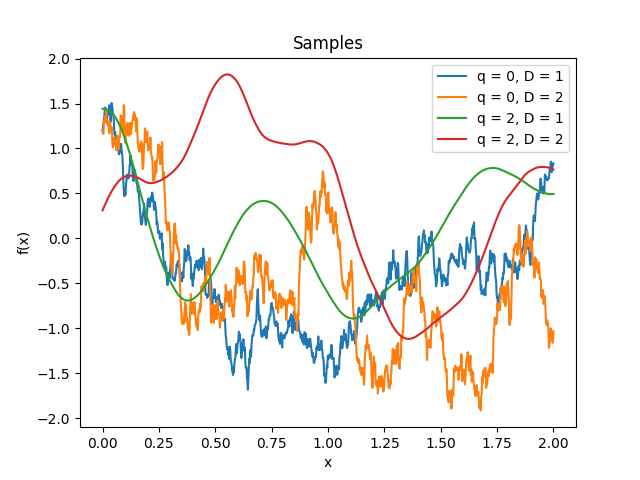 Samples
f(x)
2.0
1.5
1.0
0.5
0.0
−0.5
−1.0
−1.5
−2.0
q = 0, D = 1
q = 0, D = 2
q = 2, D = 1
q = 2, D = 2
0.00 0.25 0.50 0.75 1.00 1.25 1.50 1.75 2.00
x